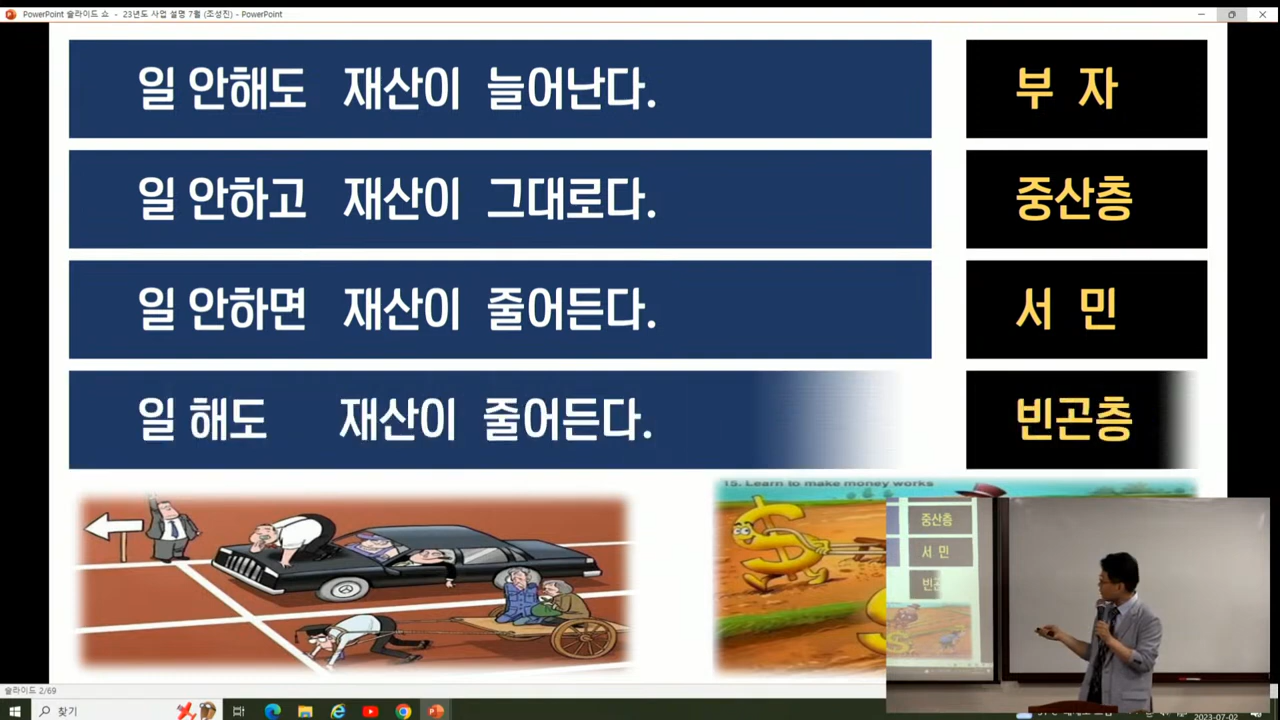 PowerPoint 슬라이드 쇼 - 23년도 사업 설명 7월 (조성진) - PowerPoint
일 안해도 재산이 늘어난다.
부 자
일 안하고 재산이 그대로다.
중산층
일 안하면 재산이 줄어든다.
서 민
일 해도 재산이 줄어든다.
빈곤층
15. Learn to make money works
중산층
서 민
슬라이드 2/69
찾기
2023-07-02